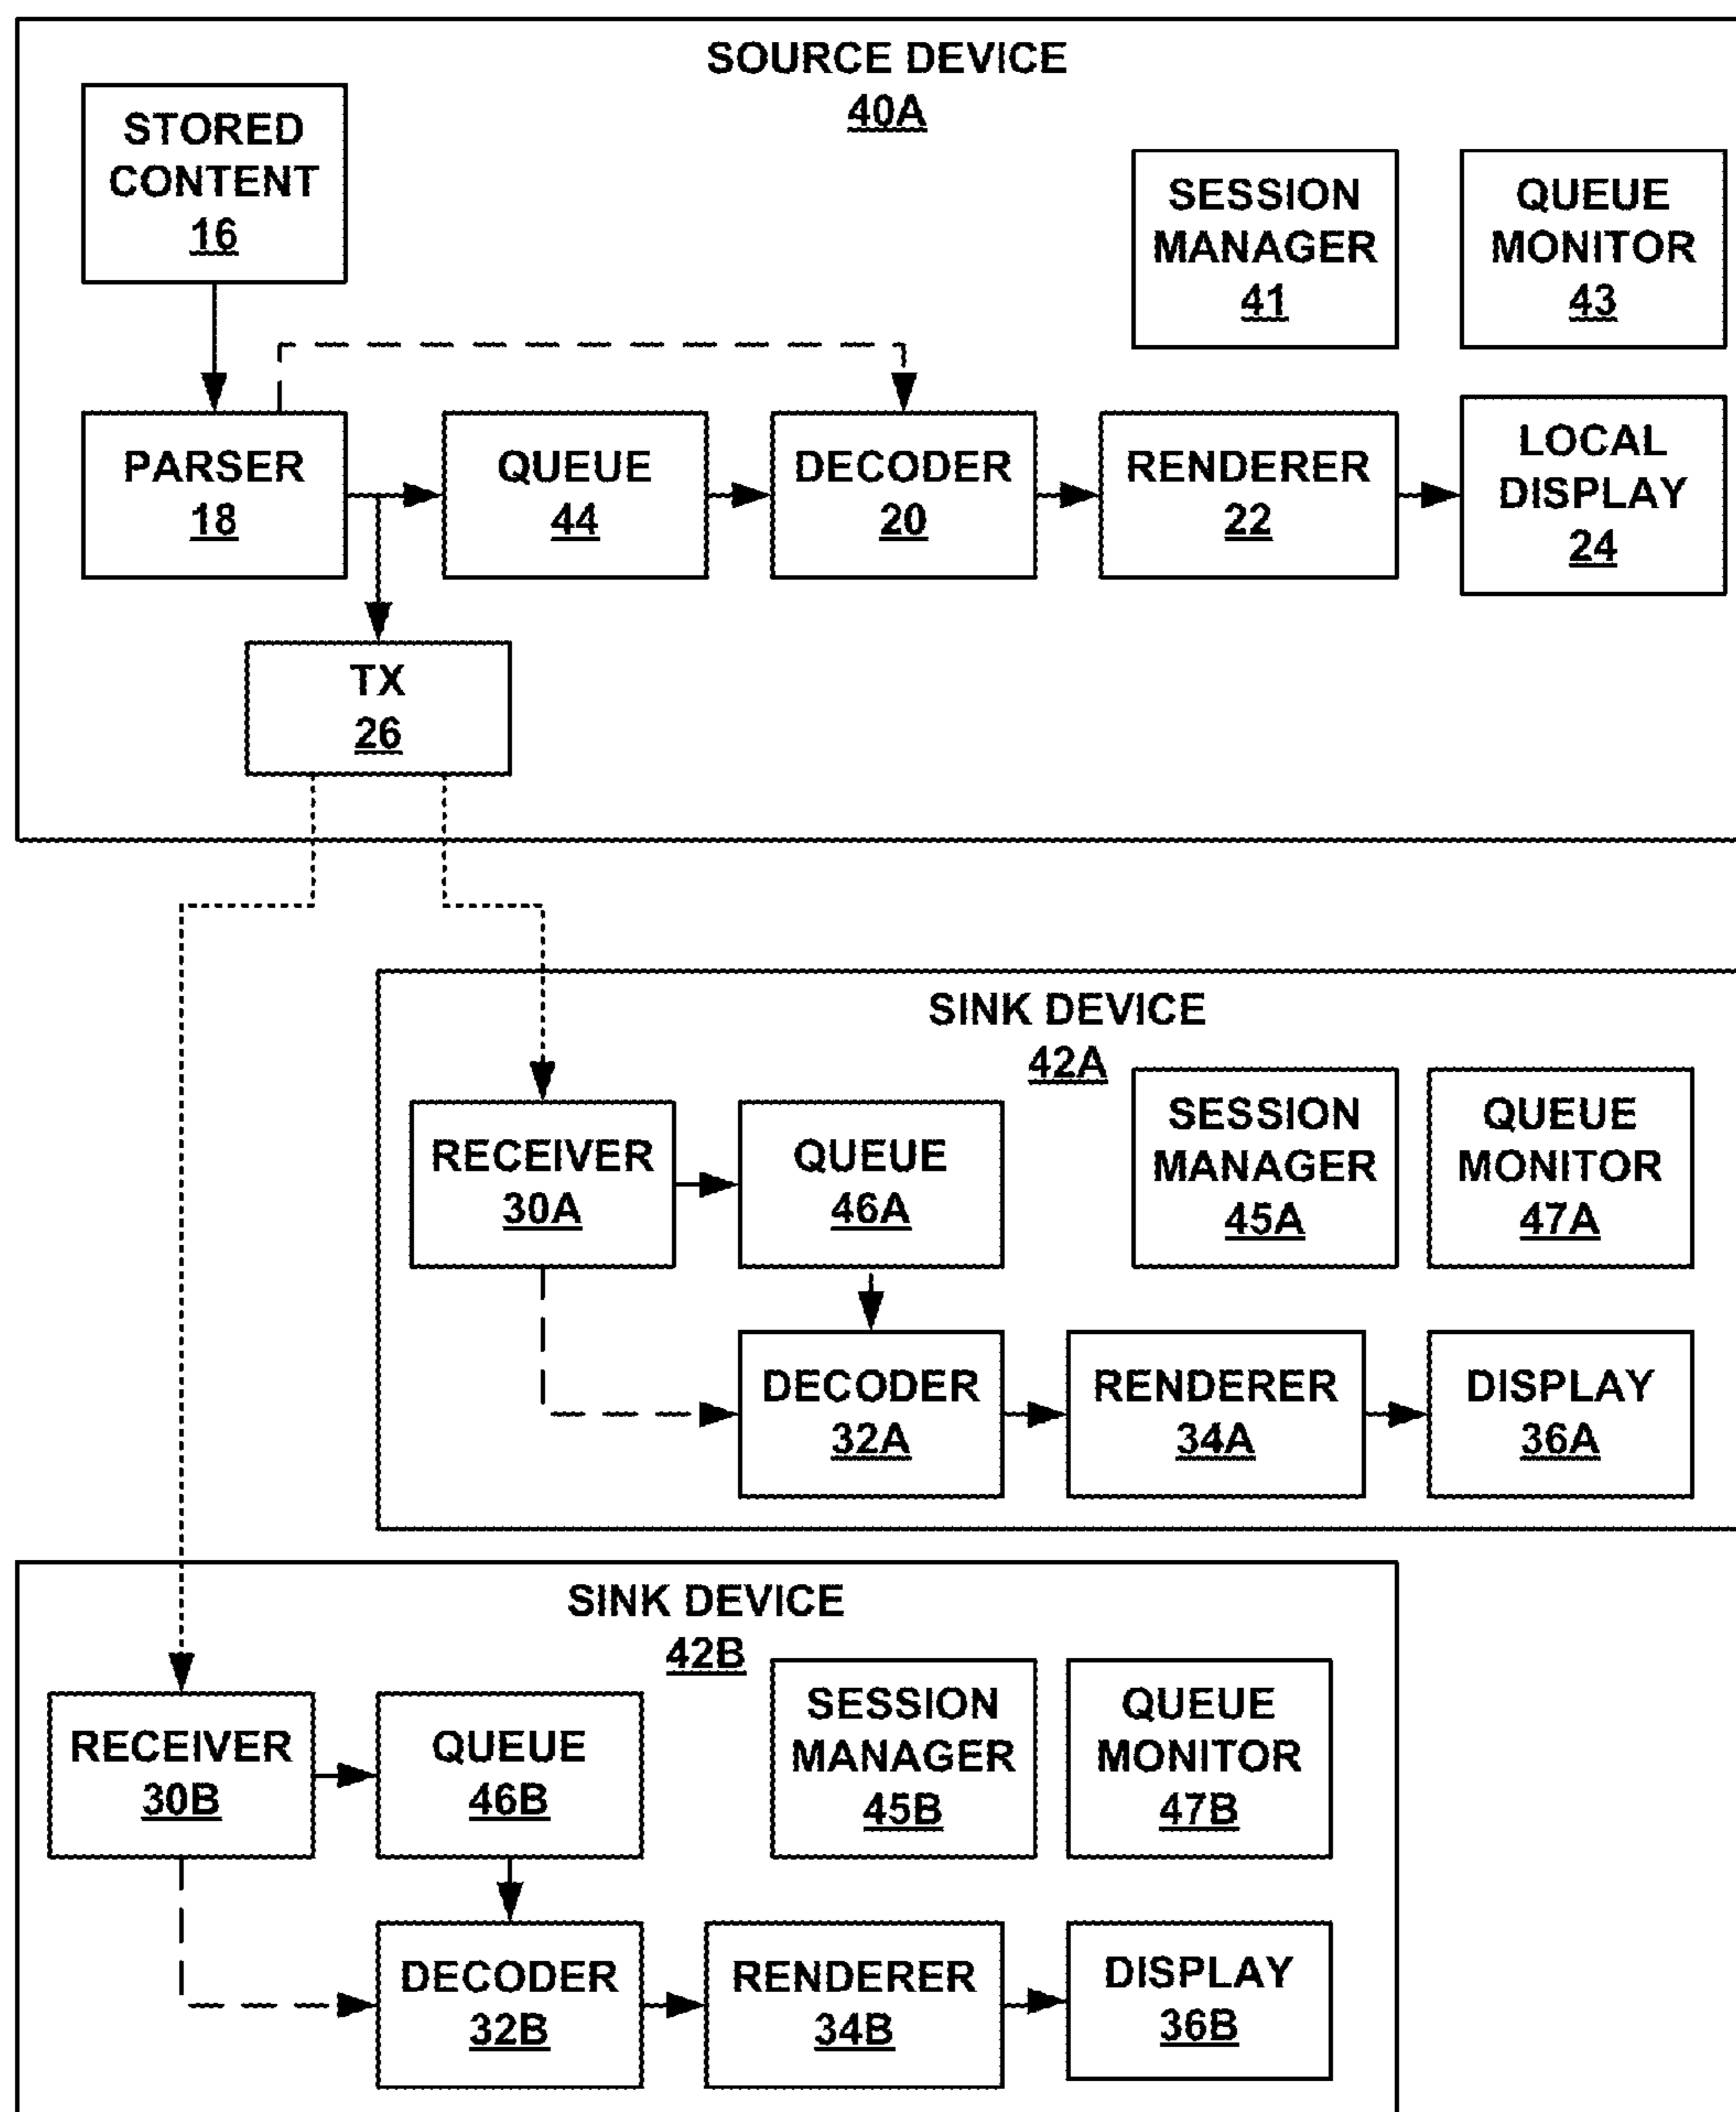 SOURCE DEVICE
40A
STORED
CONTENT
16
SESSION
MANAGER
41
QUEUE
MONITOR
43
PARSER
18
QUEUE
44
DECODER
20
RENDERER
22
LOCAL
DISPLAY
24
TX
26
SINK DEVICE
42A
RECEIVER
30A
QUEUE
46A
SESSION
MANAGER
45A
QUEUE
MONITOR
47A
DECODER
32A
RENDERER
34A
DISPLAY
36A
SINK DEVICE
42B
RECEIVER
30B
QUEUE
46B
SESSION
MANAGER
45B
QUEUE
MONITOR
47B
DECODER
32B
RENDERER
34B
DISPLAY
36B